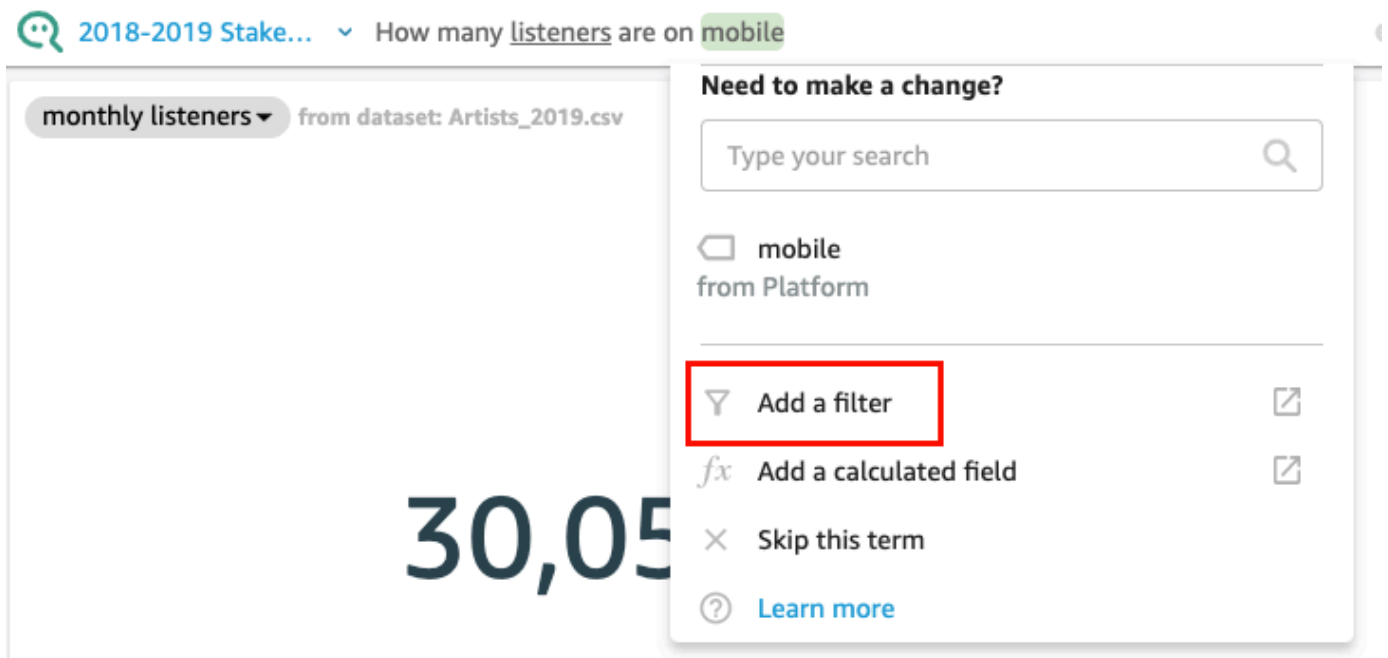 2018-2019 Stake... How many listeners are on mobile
Need to make a change?
monthly listeners from dataset: Artists_2019.csv
Type your search
mobile
from Platform
Add a filter
fx Add a calculated field
30,05
Skip this term
Learn more